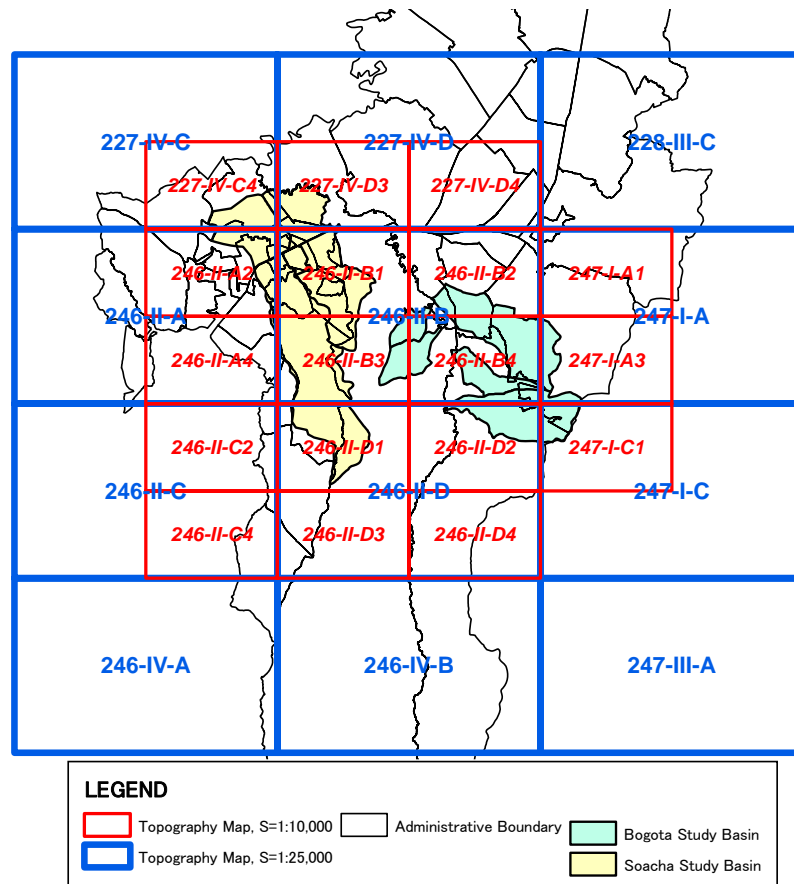 227-IV-C 227-IV-D 228-III-C
227-IV-C4 227-IV-D3 227-IV-D4
246-II-A2 246-II-B1 246-II-B2 247-I-A1
246-II-A 246-II-B 247-I-A
246-II-A4 246-II-B3 246-II-B4 247-I-A3
246-II-C2 246-II-D1 246-II-D2 247-I-C1
246-II-C 246-II-D 247-I-C
246-II-C4 246-II-D3 246-II-D4
246-IV-A 246-IV-B 247-III-A
LEGEND
Topography Map, S=1:10,000 Administrative Boundary Bogota Study Basin
Topography Map, S=1:25,000 Soacha Study Basin